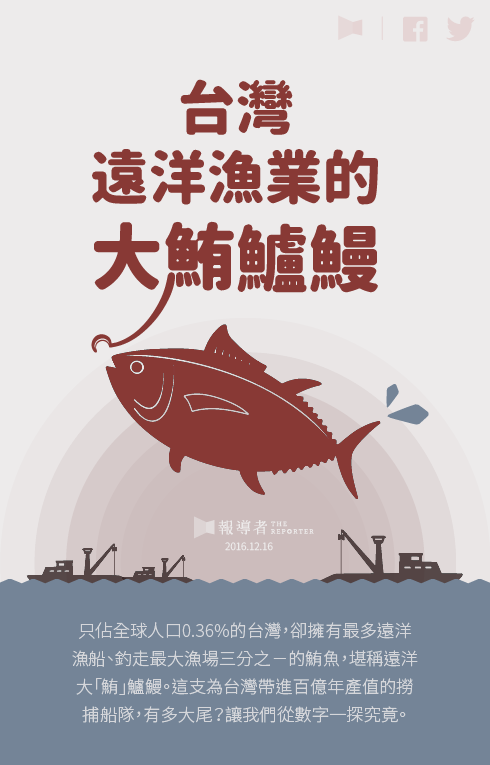 台灣
遠洋漁業的
大鮪鱸鰻
報導者 THE REPORTER
2016.12.16
只佔全球人口0.36%的台灣，卻擁有最多遠洋
漁船、釣走最大漁場三分之一的鮪魚，堪稱遠洋
大「鮪」鱸鰻。這支為台灣帶進百億年產值的撈
捕船隊，有多大尾？讓我們從數字一探究竟。